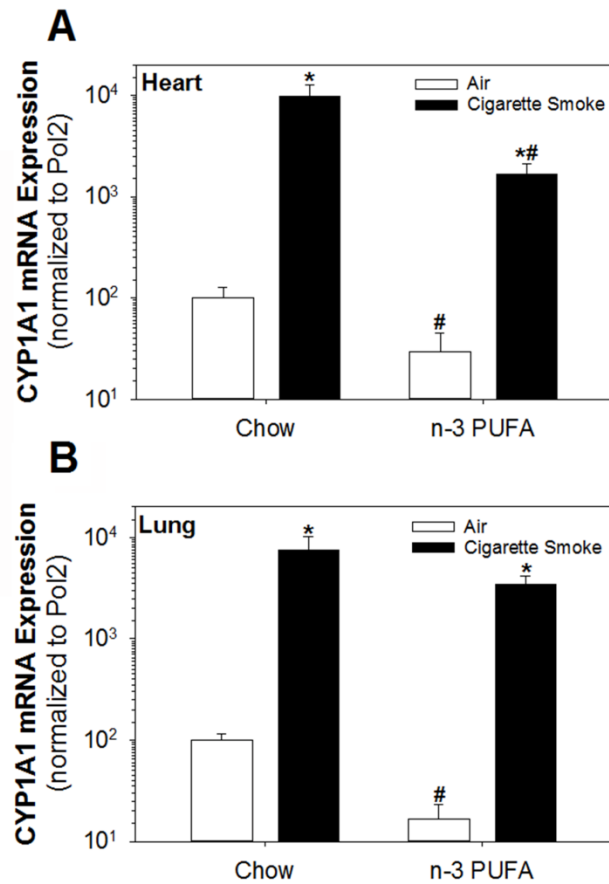 A
Heart
Air
Cigarette Smoke
CYP1A1 mRNA Expression
(normalized to Pol2)
10⁴
10³
10²
10¹
*
#
*#
Chow
n-3 PUFA
B
Lung
Air
Cigarette Smoke
CYP1A1 mRNA Expression
(normalized to Pol2)
10⁴
10³
10²
10¹
*
#
*
Chow
n-3 PUFA